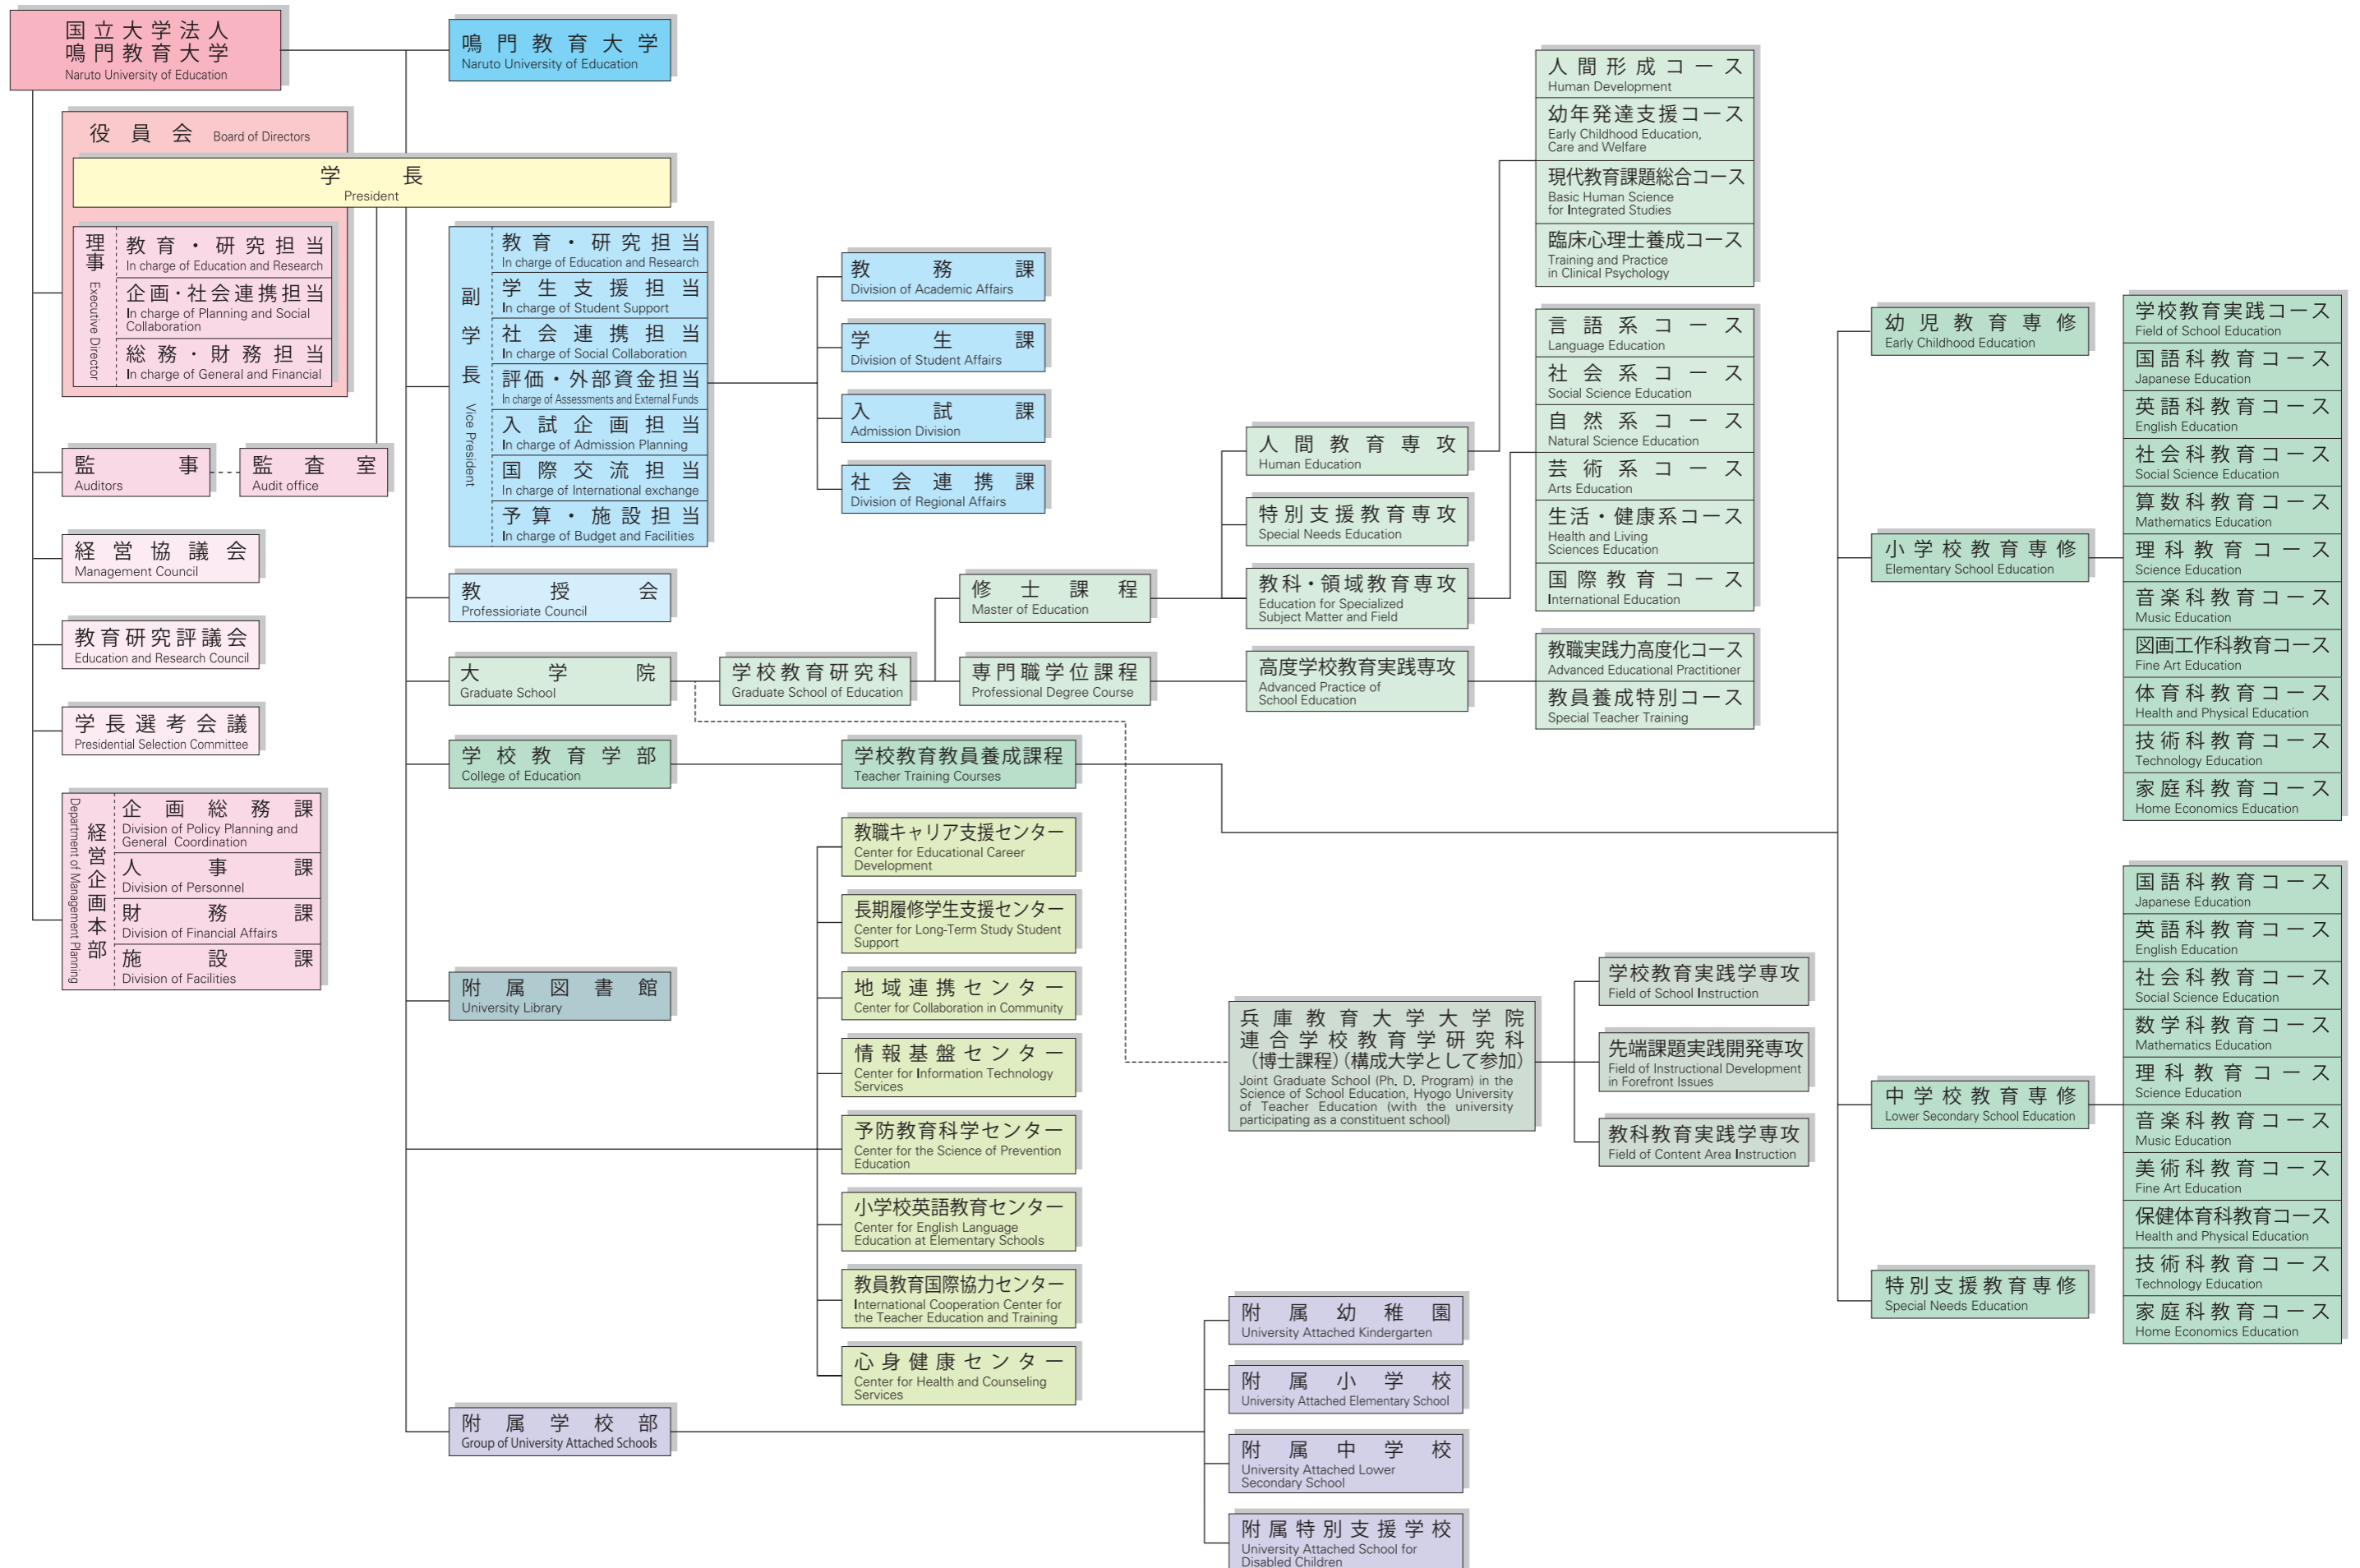 国立大学法人
鳴門教育大学
Naruto University of Education
鳴門教育大学
Naruto University of Education
役員会 Board of Directors
学長
President
理事 Executive Director
教育・研究担当
In charge of Education and Research
企画・社会連携担当
In charge of Planning and Social
Collaboration
総務・財務担当
In charge of General and Financial
監事
Auditors
監査室
Audit office
経営協議会
Management Council
教育研究評議会
Education and Research Council
学長選考会議
Presidential Selection Committee
経営企画本部
Department of Management Planning
企画総務課
Division of Policy Planning and
General Coordination
人事課
Division of Personnel
財務課
Division of Financial Affairs
施設課
Division of Facilities
副学長 Vice President
教育・研究担当
In charge of Education and Research
学生支援担当
In charge of Student Support
社会連携担当
In charge of Social Collaboration
評価・外部資金担当
In charge of Assessments and External Funds
入試企画担当
In charge of Admission Planning
国際交流担当
In charge of International exchange
予算・施設担当
In charge of Budget and Facilities
教務課
Division of Academic Affairs
学生課
Division of Student Affairs
入試課
Admission Division
社会連携課
Division of Regional Affairs
教授会
Professioriate Council
大学院
Graduate School
学校教育研究科
Graduate School of Education
修士課程
Master of Education
専門職学位課程
Professional Degree Course
人間教育専攻
Human Education
特別支援教育専攻
Special Needs Education
教科・領域教育専攻
Education for Specialized
Subject Matter and Field
高度学校教育実践専攻
Advanced Practice of
School Education
人間形成コース
Human Development
幼年発達支援コース
Early Childhood Education,
Care and Welfare
現代教育課題総合コース
Basic Human Science
for Integrated Studies
臨床心理士養成コース
Training and Practice
in Clinical Psychology
言語系コース
Language Education
社会系コース
Social Science Education
自然系コース
Natural Science Education
芸術系コース
Arts Education
生活・健康系コース
Health and Living
Sciences Education
国際教育コース
International Education
教職実践力高度化コース
Advanced Educational Practitioner
教員養成特別コース
Special Teacher Training
学校教育学部
College of Education
学校教育教員養成課程
Teacher Training Courses
教職キャリア支援センター
Center for Educational Career
Development
長期履修学生支援センター
Center for Long-Term Study Student
Support
地域連携センター
Center for Collaboration in Community
情報基盤センター
Center for Information Technology
Services
予防教育科学センター
Center for the Science of Prevention
Education
小学校英語教育センター
Center for English Language
Education at Elementary Schools
教員教育国際協力センター
International Cooperation Center for
the Teacher Education and Training
心身健康センター
Center for Health and Counseling
Services
附属図書館
University Library
附属学校部
Group of University Attached Schools
兵庫教育大学大学院
連合学校教育学研究科
（博士課程）（構成大学として参加）
Joint Graduate School (Ph. D. Program) in the
Science of School Education, Hyogo University
of Teacher Education (with the university
participating as a constituent school)
学校教育実践学専攻
Field of School Instruction
先端課題実践開発専攻
Field of Instructional Development
in Forefront Issues
教科教育実践学専攻
Field of Content Area Instruction
附属幼稚園
University Attached Kindergarten
附属小学校
University Attached Elementary School
附属中学校
University Attached Lower
Secondary School
附属特別支援学校
University Attached School for
Disabled Children
幼児教育専修
Early Childhood Education
小学校教育専修
Elementary School Education
中学校教育専修
Lower Secondary School Education
特別支援教育専修
Special Needs Education
学校教育実践コース
Field of School Education
国語科教育コース
Japanese Education
英語科教育コース
English Education
社会科教育コース
Social Science Education
算数科教育コース
Mathematics Education
理科教育コース
Science Education
音楽科教育コース
Music Education
図画工作科教育コース
Fine Art Education
体育科教育コース
Health and Physical Education
技術科教育コース
Technology Education
家庭科教育コース
Home Economics Education
国語科教育コース
Japanese Education
英語科教育コース
English Education
社会科教育コース
Social Science Education
数学科教育コース
Mathematics Education
理科教育コース
Science Education
音楽科教育コース
Music Education
美術科教育コース
Fine Art Education
保健体育科教育コース
Health and Physical Education
技術科教育コース
Technology Education
家庭科教育コース
Home Economics Education